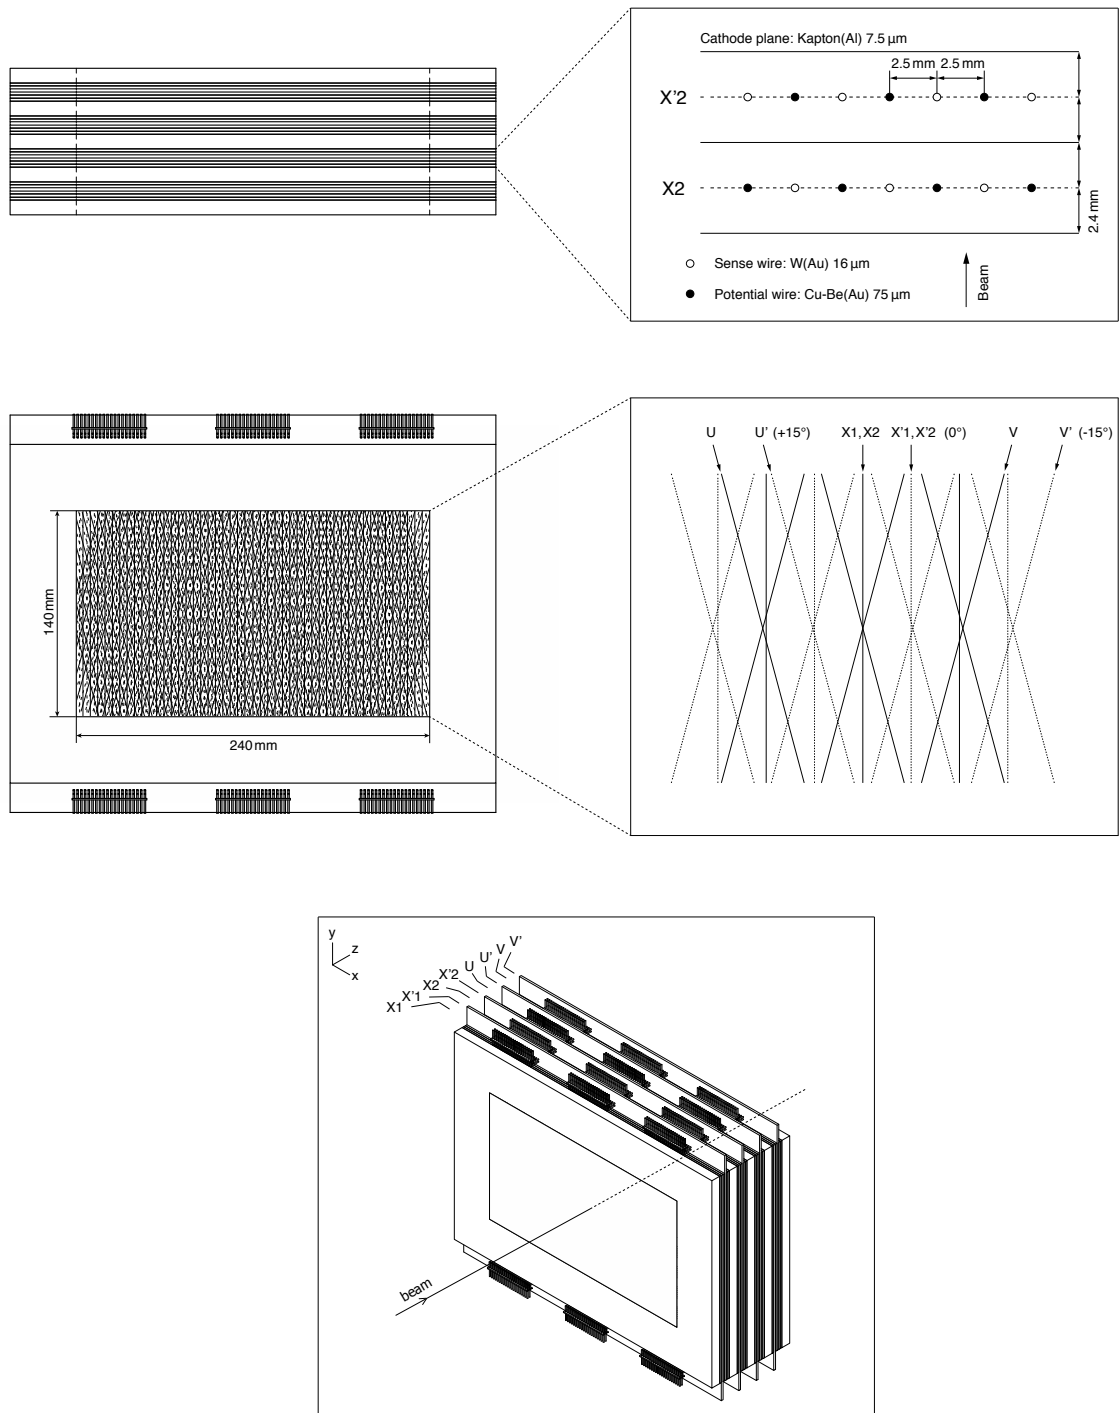 Cathode plane: Kapton(Al) 7.5 μm
2.5 mm 2.5 mm
X'2
X2
2.4 mm
Sense wire: W(Au) 16 μm
Potential wire: Cu-Be(Au) 75 μm
Beam
U U' (+15°) X1,X2 X'1,X'2 (0°) V V' (-15°)
140 mm
240 mm
y
z
x
X1 X'1 X2 X'2 U U' V V'
beam